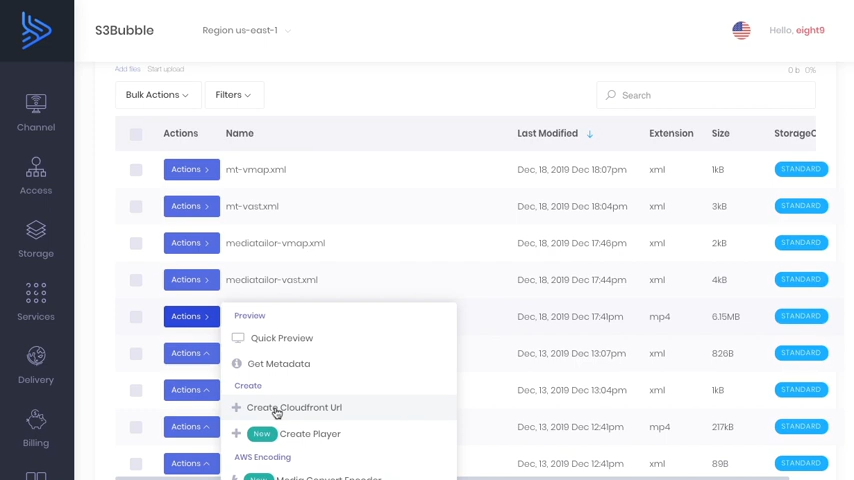 S3Bubble
Region us-east-1
Hello, eight9
Add files Start upload
0 b 0%
Bulk Actions
Filters
Search
Actions Name Last Modified Extension Size StorageC
Actions mt-vmap.xml Dec, 18, 2019 Dec 18:07pm xml 1kB STANDARD
Actions mt-vast.xml Dec, 18, 2019 Dec 18:04pm xml 3kB STANDARD
Actions mediatailor-vmap.xml Dec, 18, 2019 Dec 17:46pm xml 2kB STANDARD
Actions mediatailor-vast.xml Dec, 18, 2019 Dec 17:44pm xml 4kB STANDARD
Actions Dec, 18, 2019 Dec 17:41pm mp4 6.15MB STANDARD
Actions Dec, 13, 2019 Dec 13:07pm xml 826B STANDARD
Actions Dec, 13, 2019 Dec 13:04pm xml 1kB STANDARD
Actions Dec, 13, 2019 Dec 12:41pm mp4 217kB STANDARD
Actions Dec, 13, 2019 Dec 12:41pm xml 89B STANDARD
Preview
Quick Preview
Get Metadata
Create
Create Cloudfront Url
New Create Player
AWS Encoding
New Media Convert Encoder
Channel
Access
Storage
Services
Delivery
Billing